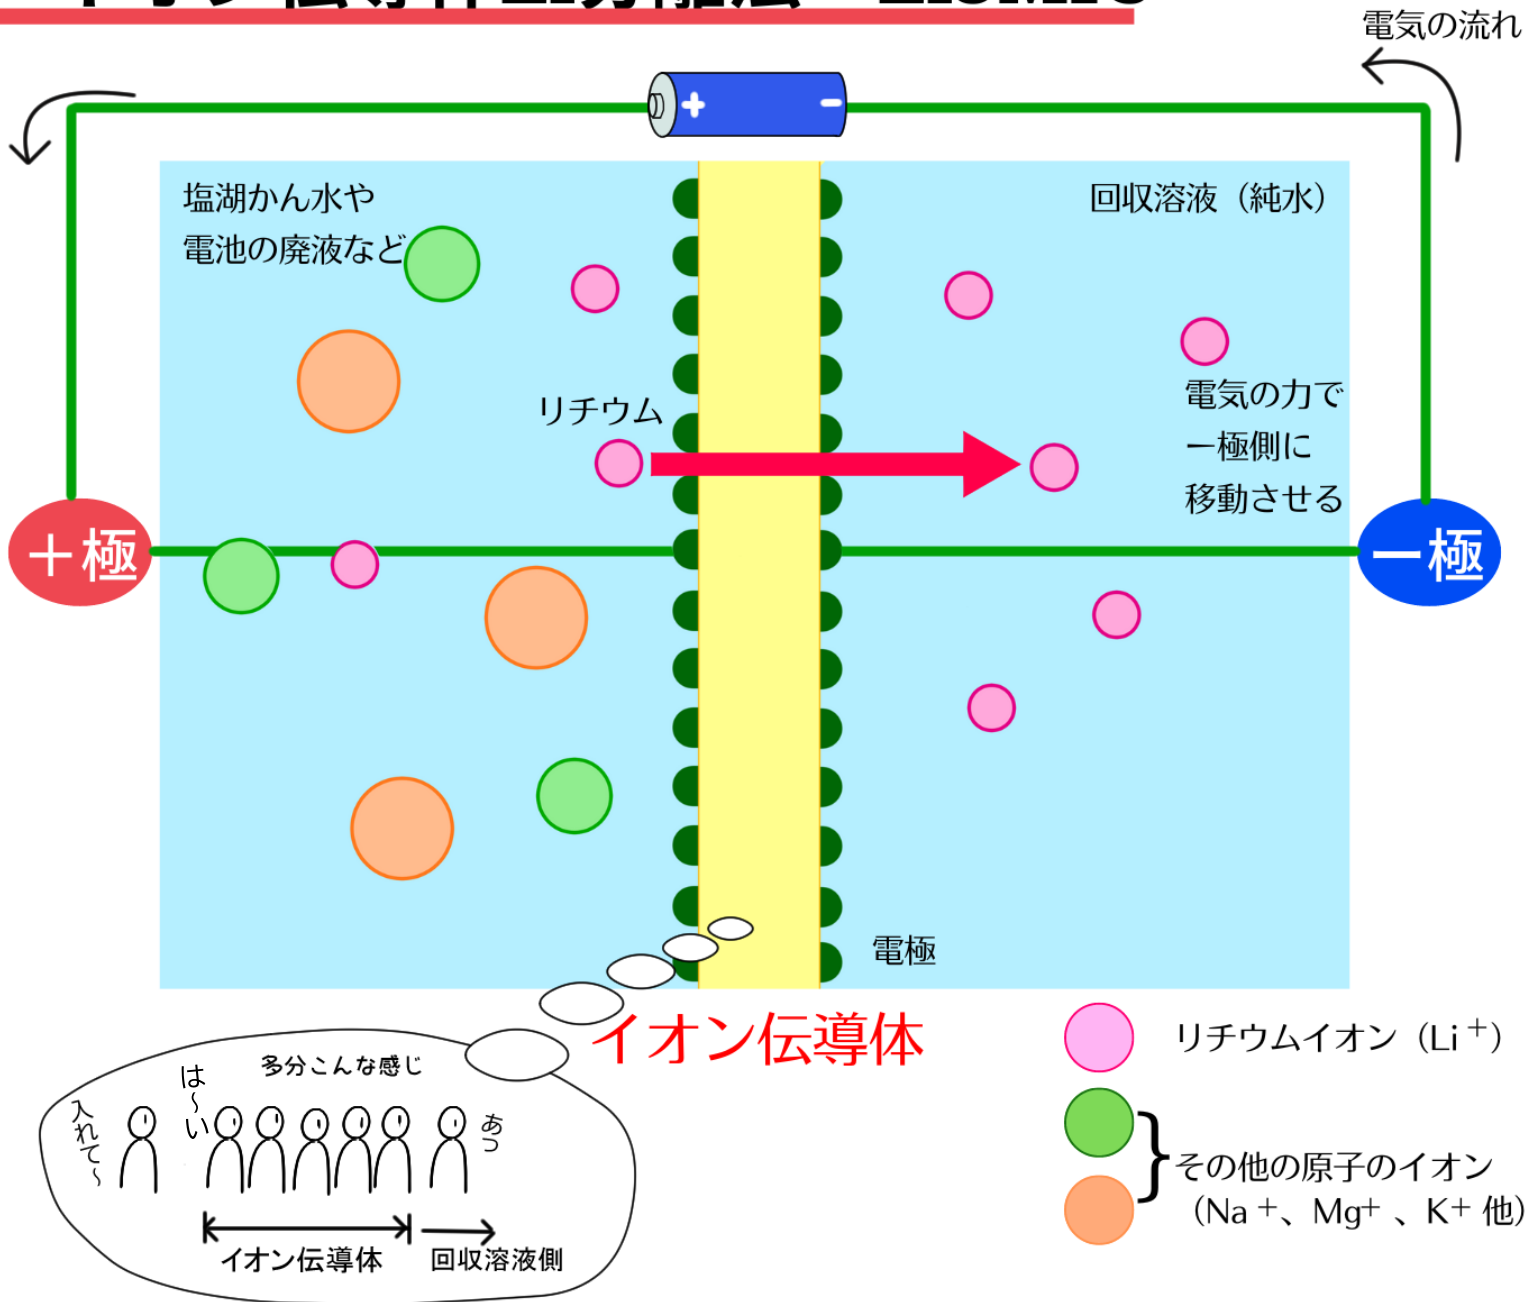 電気の流れ
+ −
塩湖かん水や
電池の廃液など
回収溶液（純水）
リチウム
電気の力で
ー極側に
移動させる
＋極
ー極
電極
イオン伝導体
多分こんな感じ
入れて〜
は〜い
あっ
イオン伝導体
回収溶液側
リチウムイオン（Li⁺）
その他の原子のイオン
（Na⁺、Mg⁺、K⁺他）